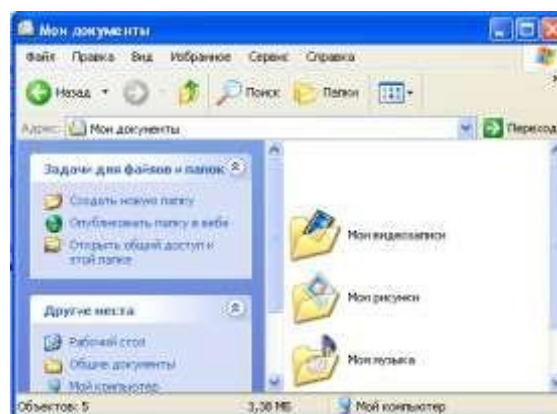 Мои документы
Файл Правка Вид Избранное Сервис Справка
Назад Поиск Папки
Адрес: Мои документы Переход
Задачи для файлов и папок
Создать новую папку
Опубликовать папку в вебе
Открыть общий доступ к
этой папке
Другие места
Рабочий стол
Общие документы
Мой компьютер
Мои видеозаписи
Мои рисунки
Моя музыка
Объектов: 5 3,38 МБ Мой компьютер